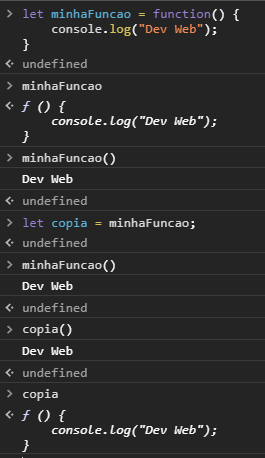 > let minhaFuncao = function() {
console.log("Dev Web");
}
<· undefined
> minhaFuncao
<· ƒ () {
console.log("Dev Web");
}
> minhaFuncao()
Dev Web
<· undefined
> let copia = minhaFuncao;
<· undefined
> minhaFuncao()
Dev Web
<· undefined
> copia()
Dev Web
<· undefined
> copia
<· ƒ () {
console.log("Dev Web");
}